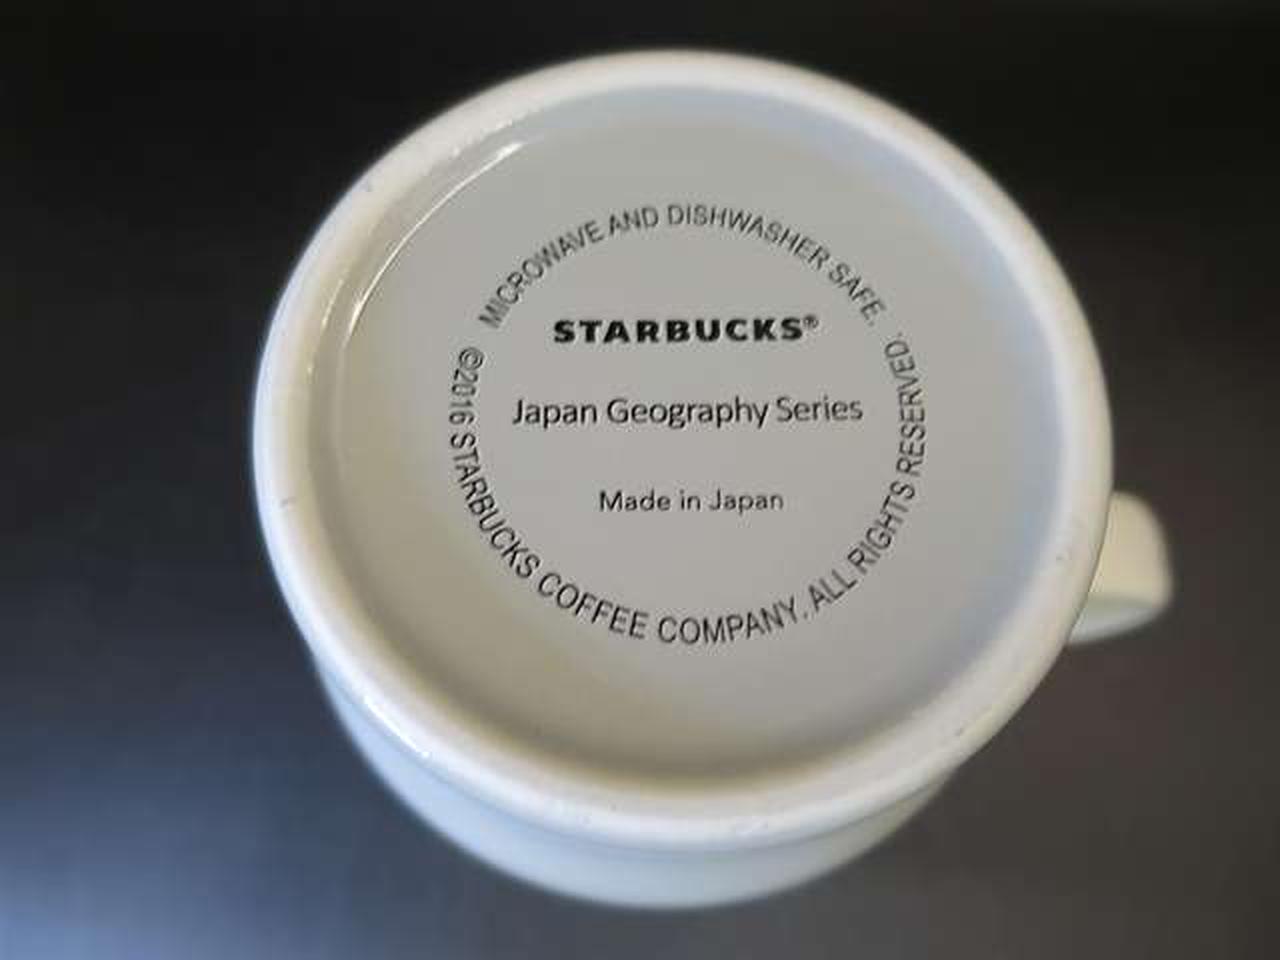 MICROWAVE AND DISHWASHER SAFE.
STARBUCKS®
Japan Geography Series
Made in Japan
©2016 STARBUCKS COFFEE COMPANY. ALL RIGHTS RESERVED.